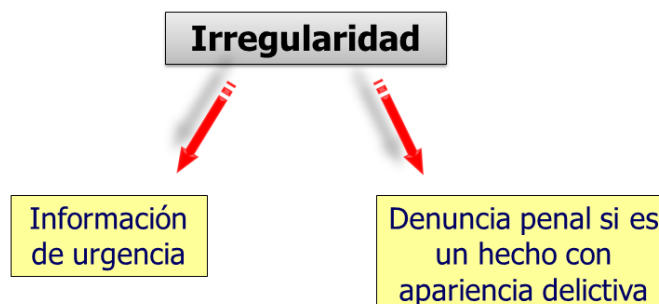 Irregularidad
Información
de urgencia
Denuncia penal si es
un hecho con
apariencia delictiva